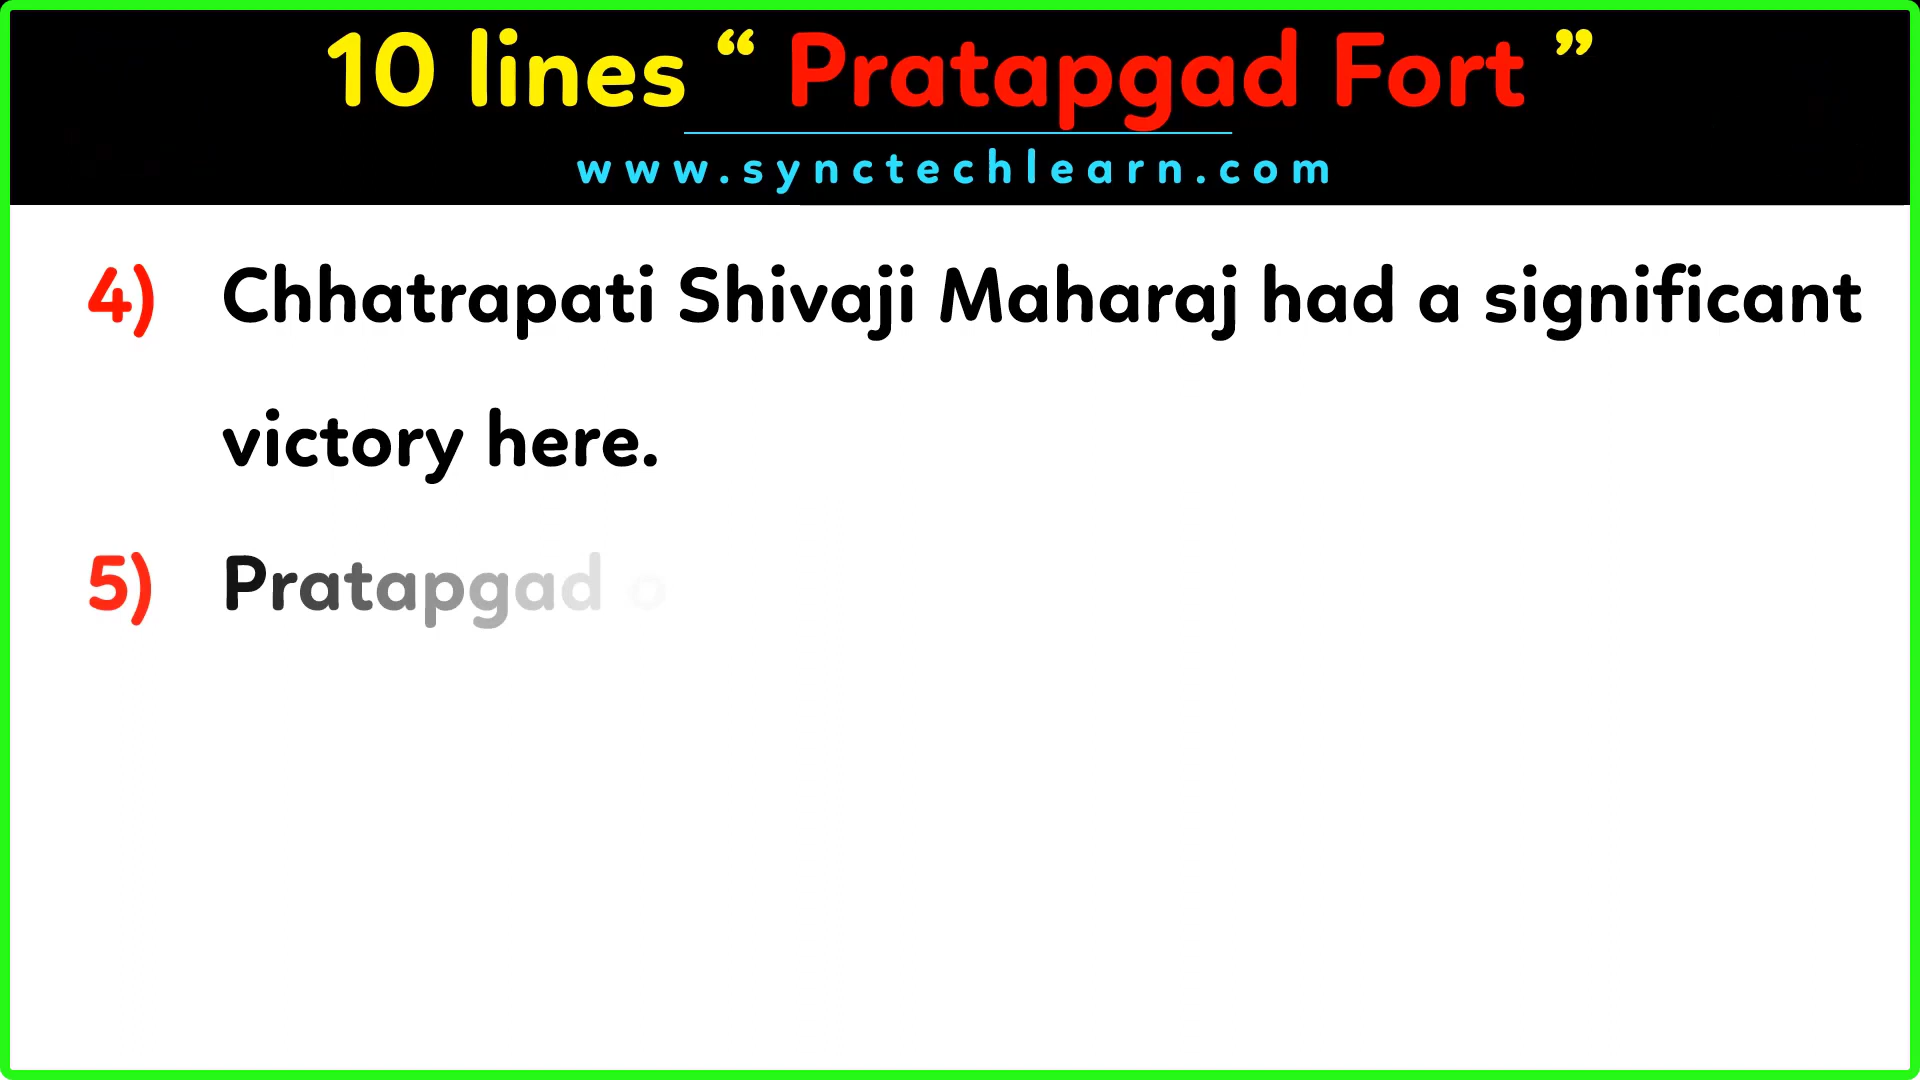 10 lines “ Pratapgad Fort ”
www.synctechlearn.com
4) Chhatrapati Shivaji Maharaj had a significant
victory here.
5) Pratapgad